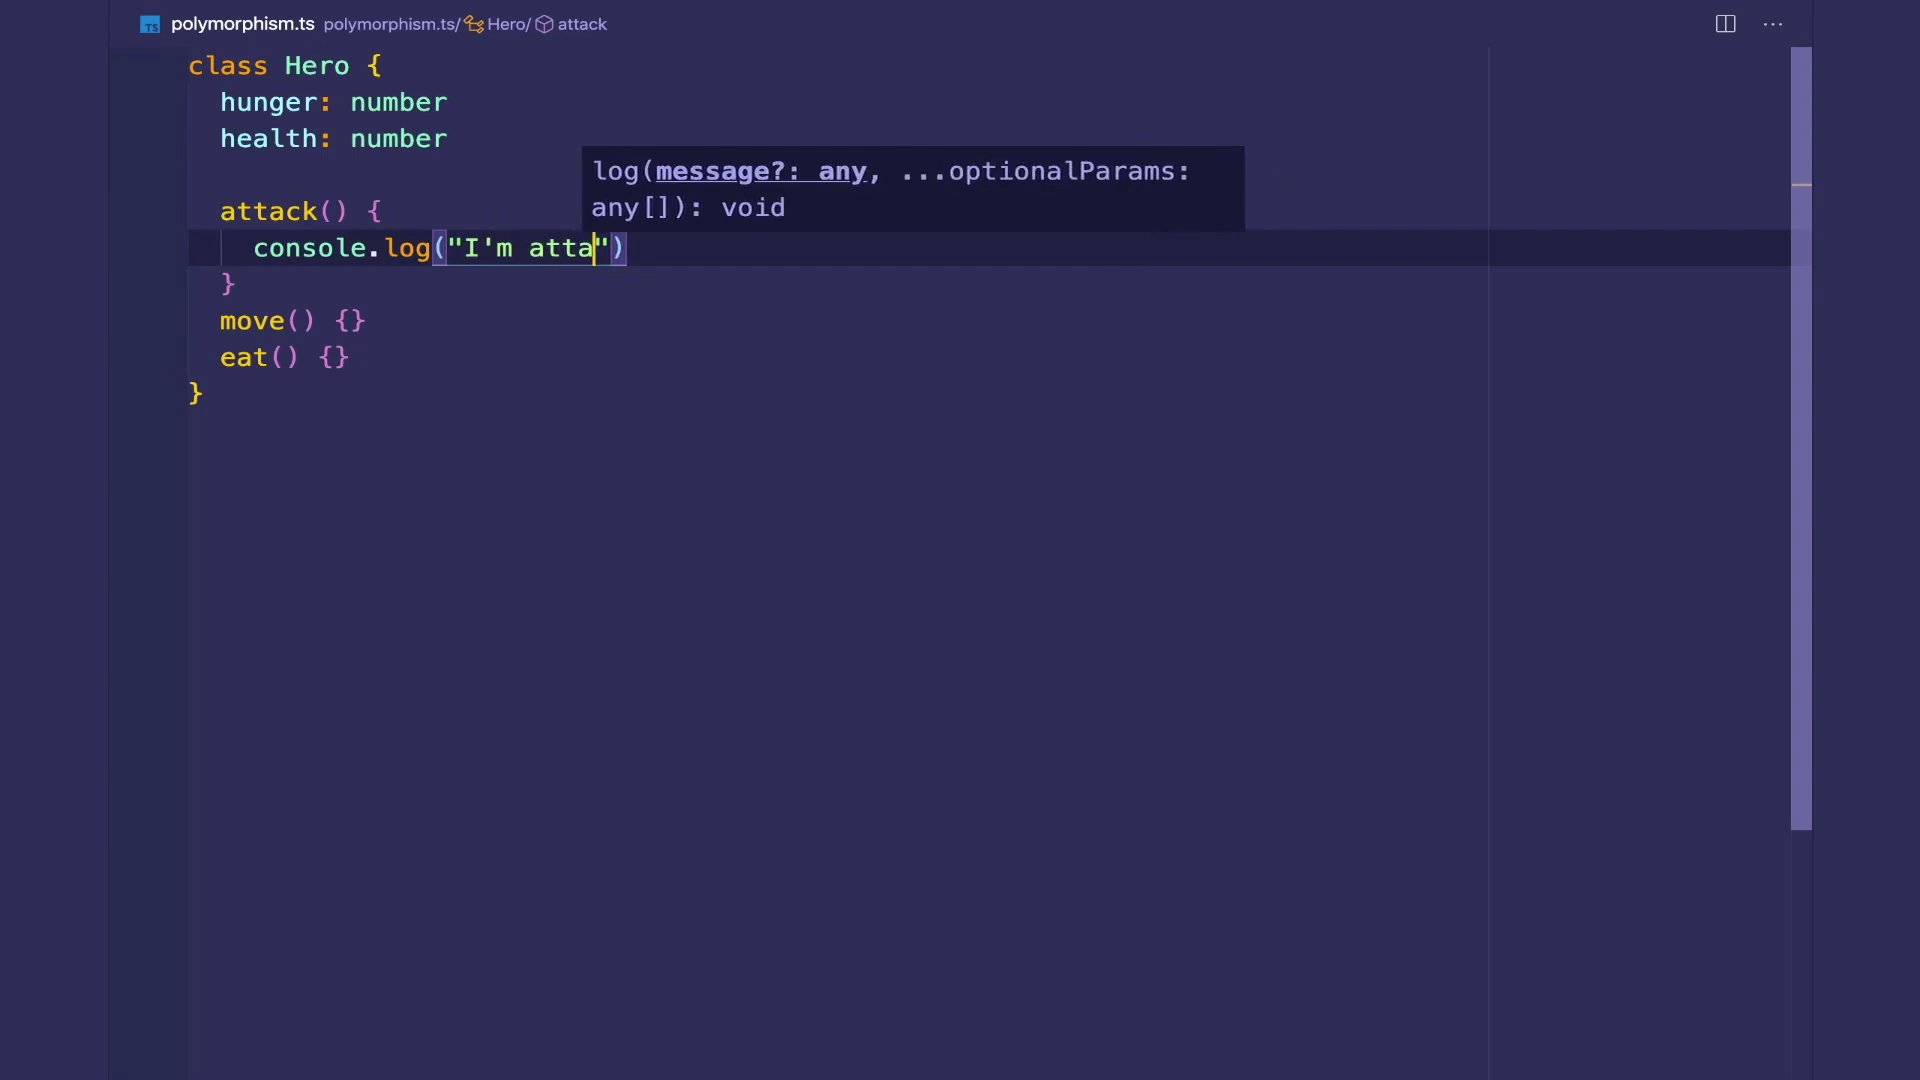 TS polymorphism.ts polymorphism.ts/ Hero/ attack ...
class Hero {
hunger: number
health: number
log(message?: any, ...optionalParams:
any[]): void
attack() {
console.log("I'm atta")
}
move() {}
eat() {}
}